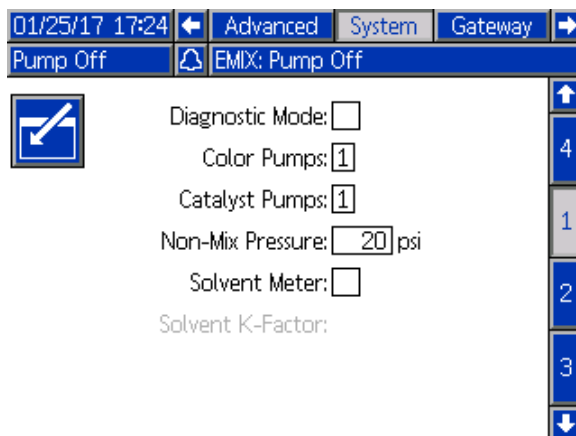 01/25/17 17:24 Advanced System Gateway
Pump Off EMIX: Pump Off
Diagnostic Mode:
Color Pumps: 1
Catalyst Pumps: 1
Non-Mix Pressure: 20 psi
Solvent Meter:
Solvent K-Factor:
4
1
2
3